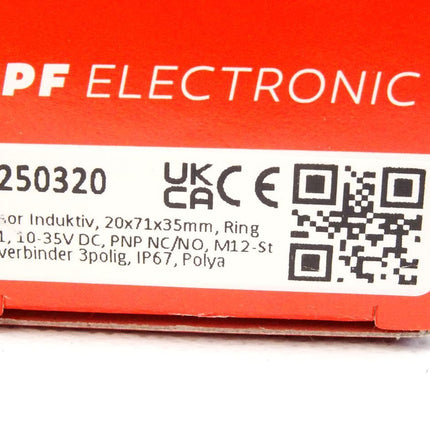 PF ELECTRONIC
250320 UK CA CE
sor Induktiv, 20x71x35mm, Ring
1, 10-35V DC, PNP NC/NO, M12-St
verbinder 3polig, IP67, Polya